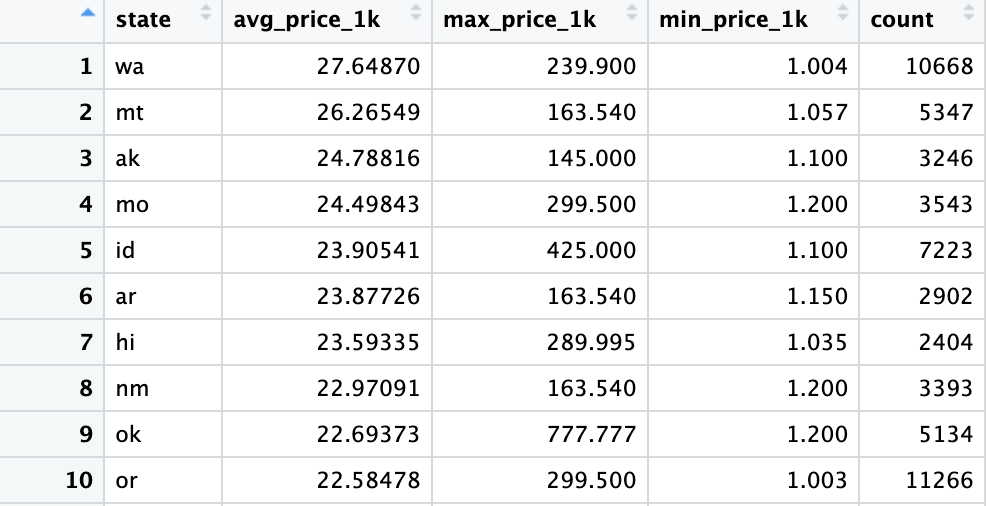 state avg_price_1k max_price_1k min_price_1k count
1 wa 27.64870 239.900 1.004 10668
2 mt 26.26549 163.540 1.057 5347
3 ak 24.78816 145.000 1.100 3246
4 mo 24.49843 299.500 1.200 3543
5 id 23.90541 425.000 1.100 7223
6 ar 23.87726 163.540 1.150 2902
7 hi 23.59335 289.995 1.035 2404
8 nm 22.97091 163.540 1.200 3393
9 ok 22.69373 777.777 1.200 5134
10 or 22.58478 299.500 1.003 11266